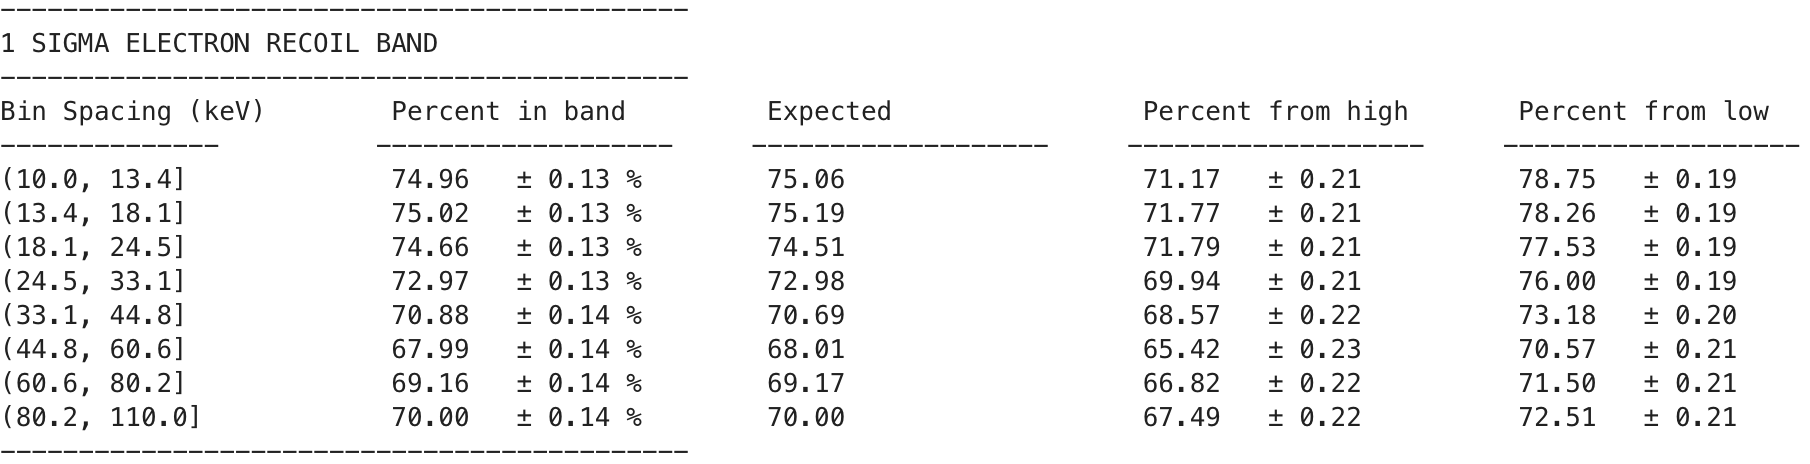 --------------------------------------------
1 SIGMA ELECTRON RECOIL BAND
--------------------------------------------
Bin Spacing (keV)        Percent in band         Expected                Percent from high       Percent from low
--------------          -------------------     -------------------     -------------------     -------------------
(10.0, 13.4]             74.96   ± 0.13 %        75.06                   71.17   ± 0.21          78.75   ± 0.19
(13.4, 18.1]             75.02   ± 0.13 %        75.19                   71.77   ± 0.21          78.26   ± 0.19
(18.1, 24.5]             74.66   ± 0.13 %        74.51                   71.79   ± 0.21          77.53   ± 0.19
(24.5, 33.1]             72.97   ± 0.13 %        72.98                   69.94   ± 0.21          76.00   ± 0.19
(33.1, 44.8]             70.88   ± 0.14 %        70.69                   68.57   ± 0.22          73.18   ± 0.20
(44.8, 60.6]             67.99   ± 0.14 %        68.01                   65.42   ± 0.23          70.57   ± 0.21
(60.6, 80.2]             69.16   ± 0.14 %        69.17                   66.82   ± 0.22          71.50   ± 0.21
(80.2, 110.0]            70.00   ± 0.14 %        70.00                   67.49   ± 0.22          72.51   ± 0.21
--------------------------------------------